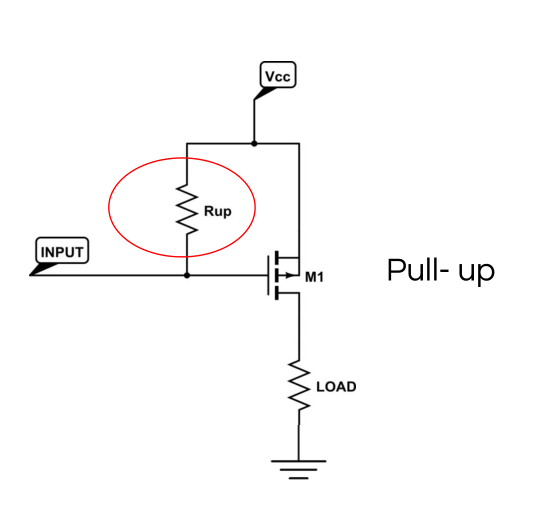 Vcc
Rup
INPUT
M1
Pull- up
LOAD